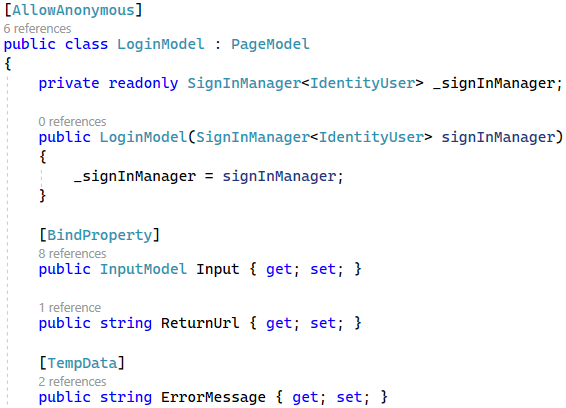 [AllowAnonymous]
6 references
public class LoginModel : PageModel
{
private readonly SignInManager<IdentityUser> _signInManager;
0 references
public LoginModel(SignInManager<IdentityUser> signInManager)
{
_signInManager = signInManager;
}
[BindProperty]
8 references
public InputModel Input { get; set; }
1 reference
public string ReturnUrl { get; set; }
[TempData]
2 references
public string ErrorMessage { get; set; }